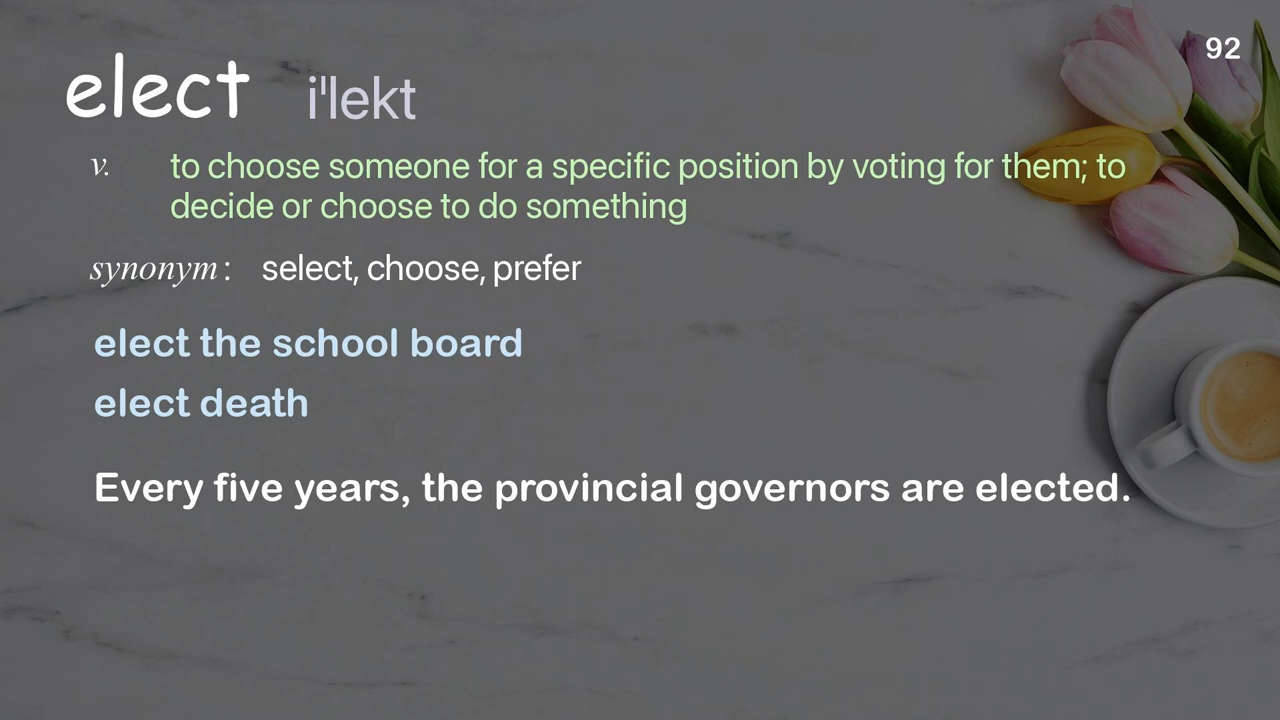 92
elect iˈlekt
v. to choose someone for a specific position by voting for them; to
decide or choose to do something
synonym: select, choose, prefer
elect the school board
elect death
Every five years, the provincial governors are elected.